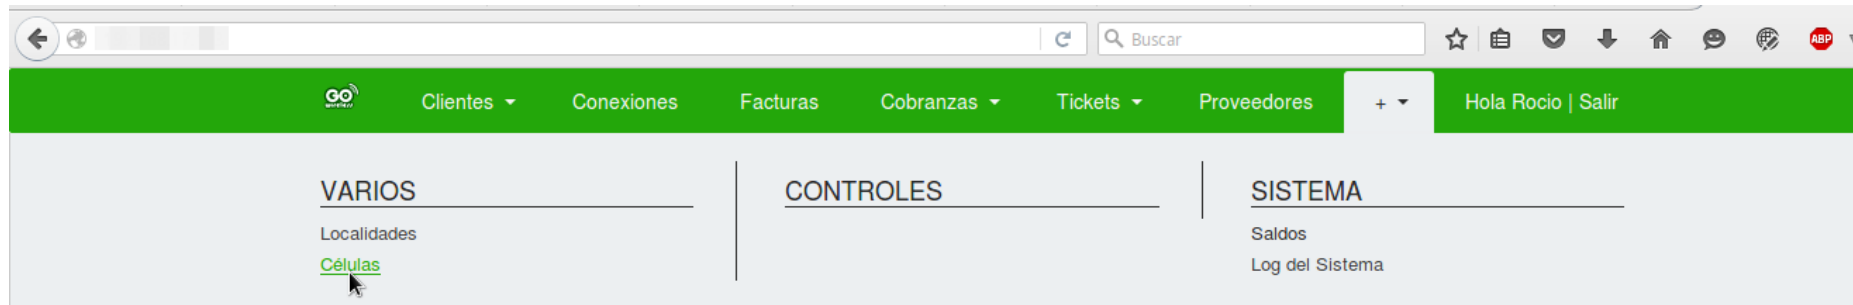 Buscar
ABP
GO Clientes Conexiones Facturas Cobranzas Tickets Proveedores + Hola Rocio | Salir
VARIOS CONTROLES SISTEMA
Localidades Saldos
Células Log del Sistema